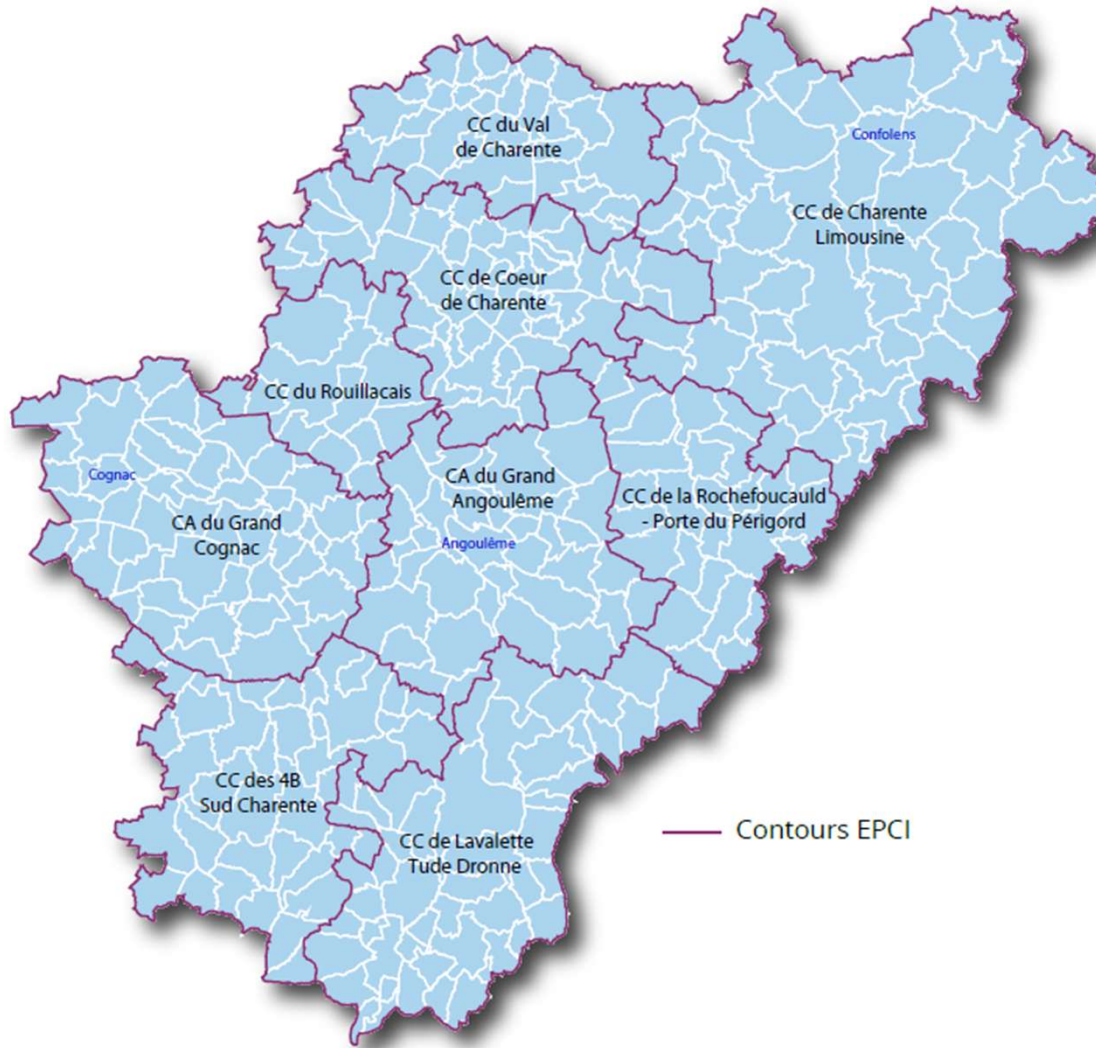 CC du Val
de Charente
Confolens
CC de Charente
Limousine
CC de Coeur
de Charente
CC du Rouillacais
Cognac
CA du Grand
Cognac
CA du Grand
Angoulême
Angoulême
CC de la Rochefoucauld
- Porte du Périgord
CC des 4B
Sud Charente
CC de Lavalette
Tude Dronne
Contours EPCI